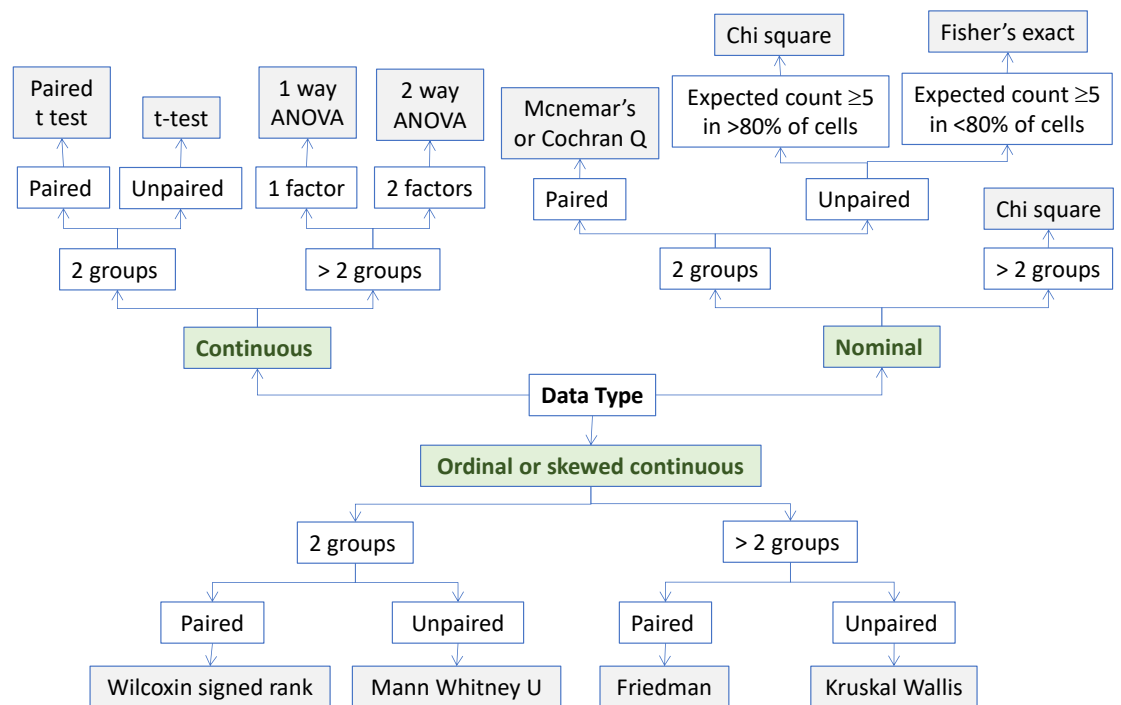 Chi square
Fisher's exact
Paired
t test
t-test
1 way
ANOVA
2 way
ANOVA
Mcnemar's
or Cochran Q
Expected count ≥5
in >80% of cells
Expected count ≥5
in <80% of cells
Paired
Unpaired
1 factor
2 factors
Paired
Unpaired
Chi square
2 groups
> 2 groups
2 groups
> 2 groups
Continuous
Nominal
Data Type
Ordinal or skewed continuous
2 groups
> 2 groups
Paired
Unpaired
Paired
Unpaired
Wilcoxin signed rank
Mann Whitney U
Friedman
Kruskal Wallis